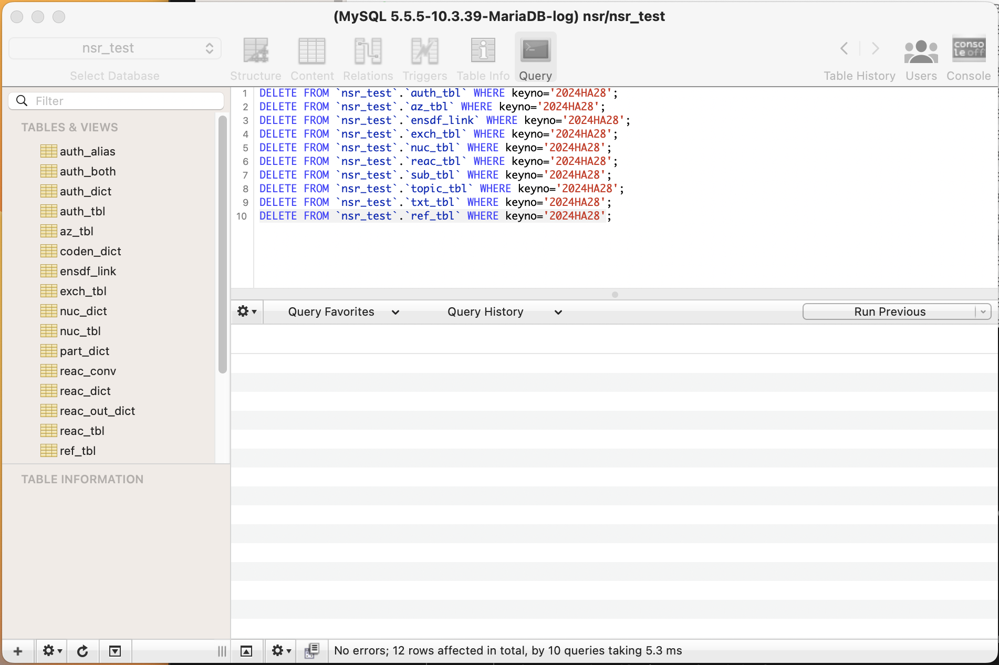 (MySQL 5.5.5-10.3.39-MariaDB-log) nsr/nsr_test
nsr_test
Select Database
Structure
Content
Relations
Triggers
Table Info
Query
Table History
Users
conso
le off
Console
Filter
TABLES & VIEWS
auth_alias
auth_both
auth_dict
auth_tbl
az_tbl
coden_dict
ensdf_link
exch_tbl
nuc_dict
nuc_tbl
part_dict
reac_conv
reac_dict
reac_out_dict
reac_tbl
ref_tbl
TABLE INFORMATION
1 DELETE FROM `nsr_test`.`auth_tbl` WHERE keyno='2024HA28';
2 DELETE FROM `nsr_test`.`az_tbl` WHERE keyno='2024HA28';
3 DELETE FROM `nsr_test`.`ensdf_link` WHERE keyno='2024HA28';
4 DELETE FROM `nsr_test`.`exch_tbl` WHERE keyno='2024HA28';
5 DELETE FROM `nsr_test`.`nuc_tbl` WHERE keyno='2024HA28';
6 DELETE FROM `nsr_test`.`reac_tbl` WHERE keyno='2024HA28';
7 DELETE FROM `nsr_test`.`sub_tbl` WHERE keyno='2024HA28';
8 DELETE FROM `nsr_test`.`topic_tbl` WHERE keyno='2024HA28';
9 DELETE FROM `nsr_test`.`txt_tbl` WHERE keyno='2024HA28';
10 DELETE FROM `nsr_test`.`ref_tbl` WHERE keyno='2024HA28';
Query Favorites
Query History
Run Previous
No errors; 12 rows affected in total, by 10 queries taking 5.3 ms